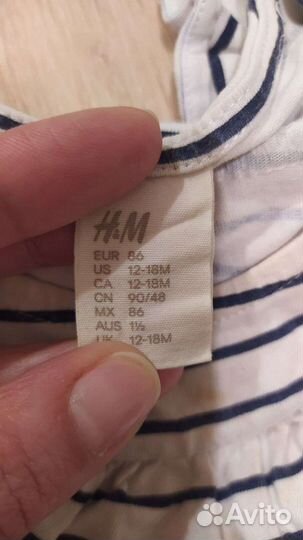 H&M
EUR 86
US 12-18M
CA 12-18M
CN 90/48
MX 86
AUS 1½
UK 12-18M
Avito